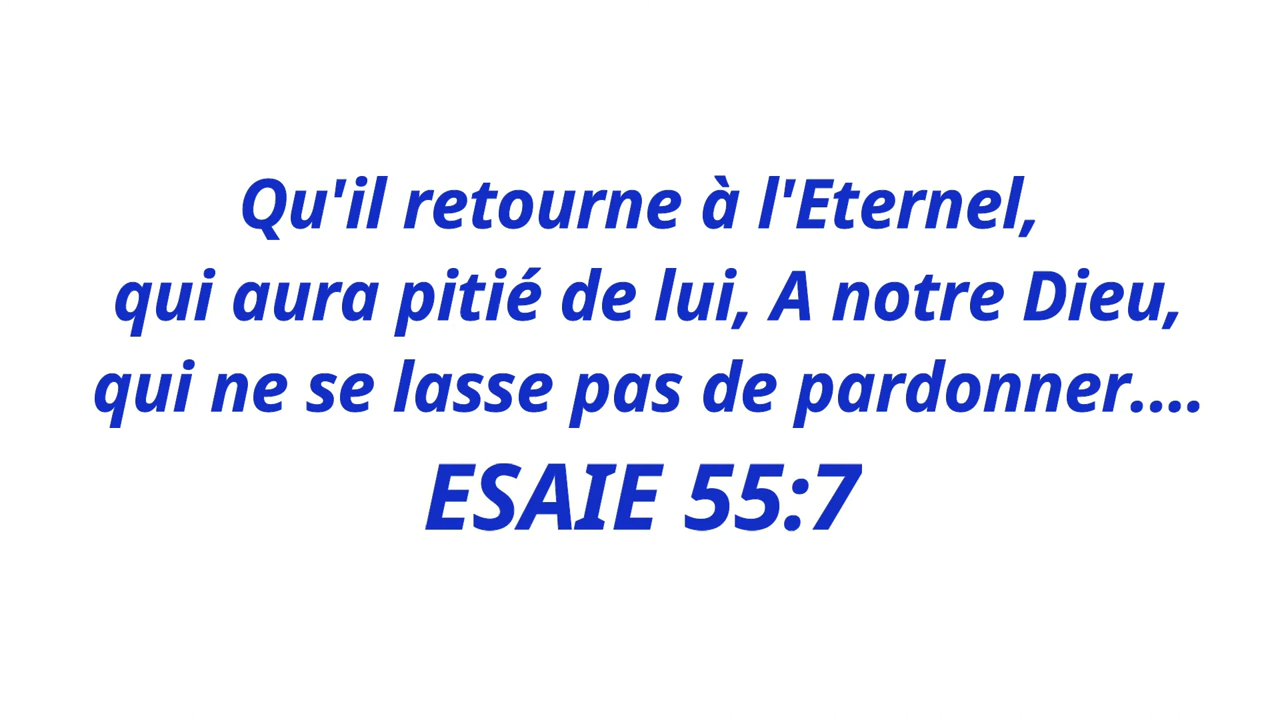 Qu'il retourne à l'Eternel,
qui aura pitié de lui, A notre Dieu,
qui ne se lasse pas de pardonner....
ESAIE 55:7